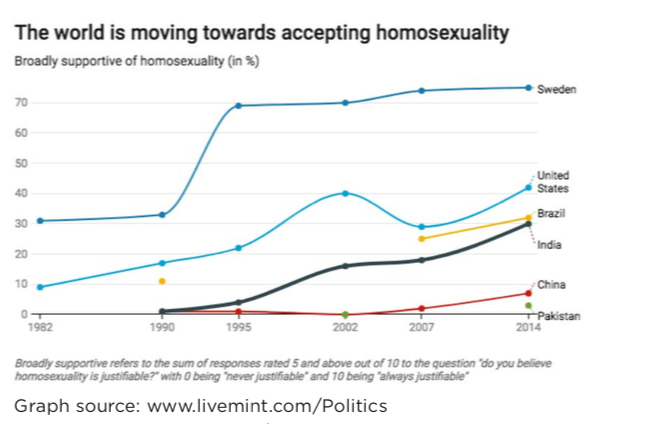 The world is moving towards accepting homosexuality
Broadly supportive of homosexuality (in %)
70
60
50
40
30
20
10
0
Sweden
United
States
Brazil
India
China
Pakistan
1982 1990 1995 2002 2007 2014
Broadly supportive refers to the sum of responses rated 5 and above out of 10 to the question "do you believe
homosexuality is justifiable?" with 0 being "never justifiable" and 10 being "always justifiable"
Graph source: www.livemint.com/Politics